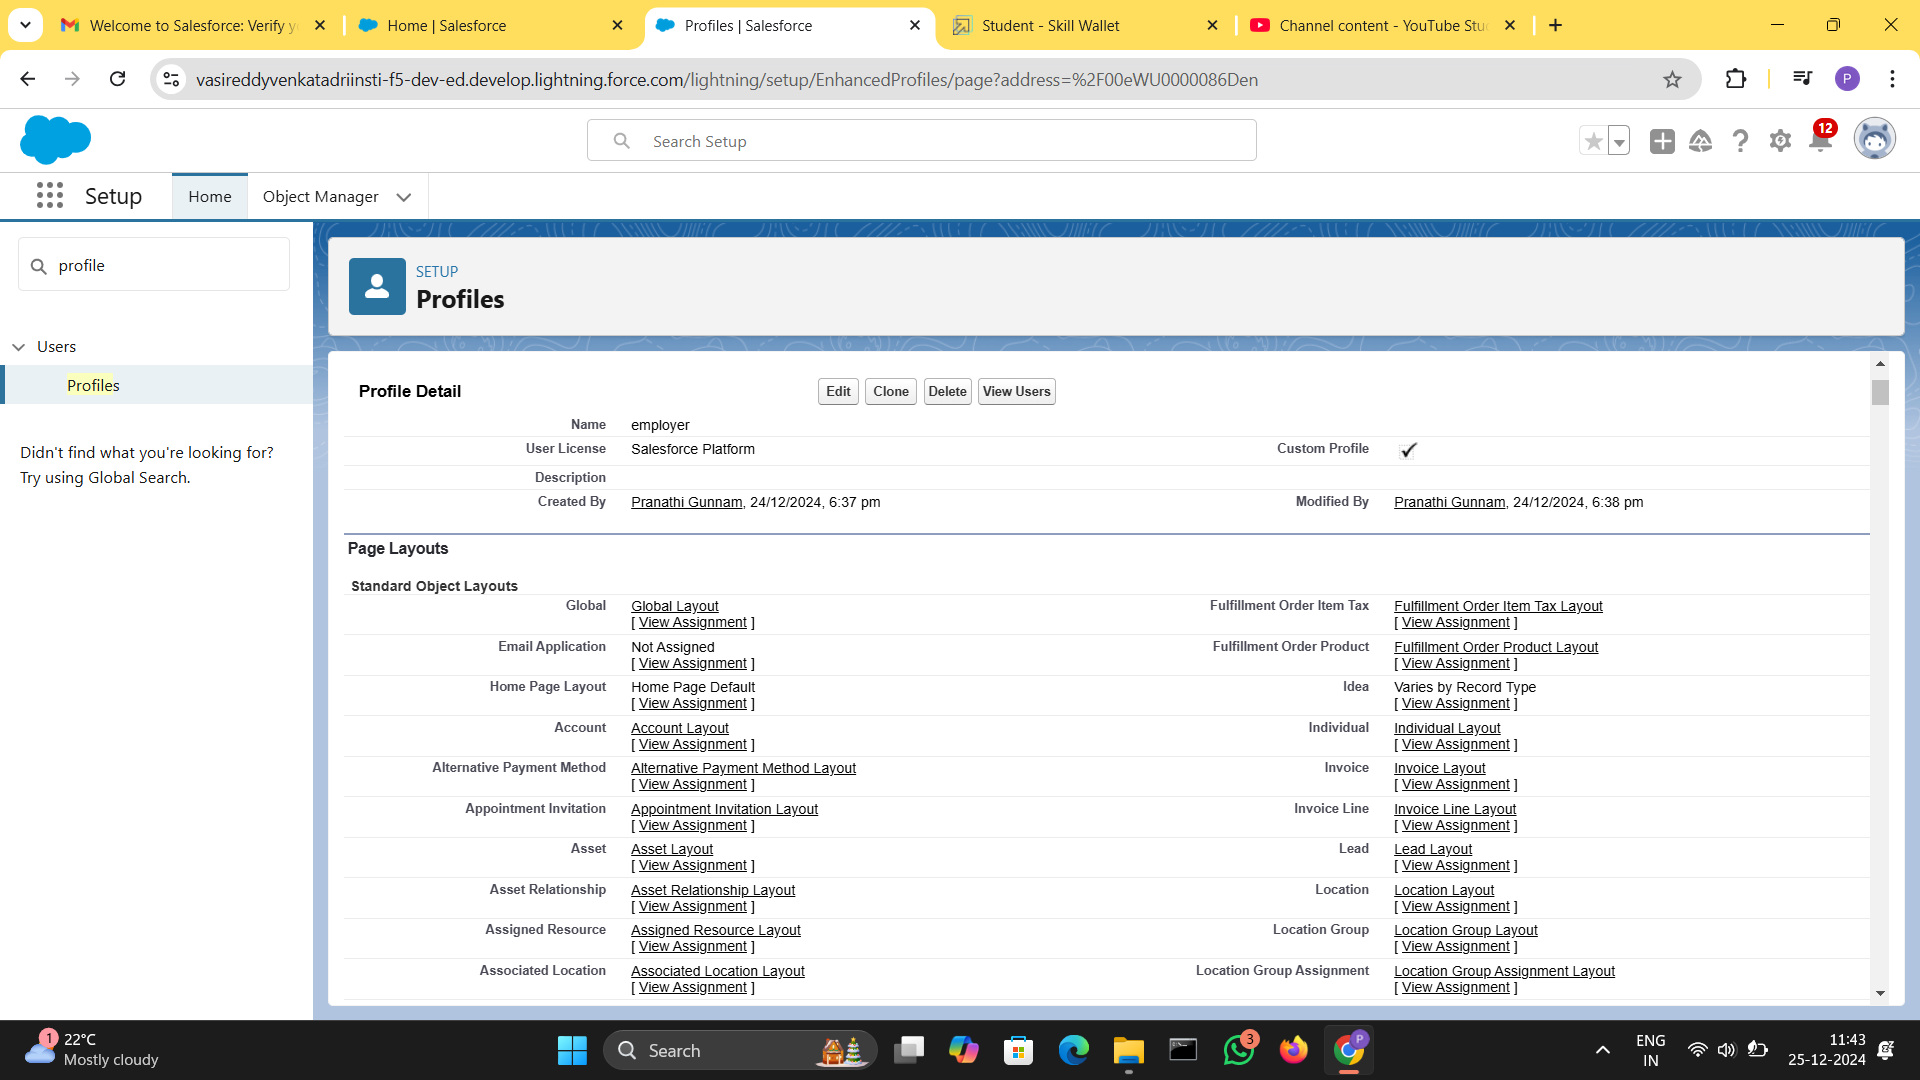 Welcome to Salesforce: Verify y
Home | Salesforce
Profiles | Salesforce
Student - Skill Wallet
Channel content - YouTube Stu
vasireddyvenkatadriinsti-f5-dev-ed.develop.lightning.force.com/lightning/setup/EnhancedProfiles/page?address=%2F00eWU0000086Den
P
Search Setup
12
Setup
Home
Object Manager
profile
Users
Profiles
Didn't find what you're looking for?
Try using Global Search.
SETUP
Profiles
Profile Detail
Edit Clone Delete View Users
Name employer
User License Salesforce Platform Custom Profile
Description
Created By Pranathi Gunnam, 24/12/2024, 6:37 pm Modified By Pranathi Gunnam, 24/12/2024, 6:38 pm
Page Layouts
Standard Object Layouts
Global Global Layout Fulfillment Order Item Tax Fulfillment Order Item Tax Layout
[ View Assignment ] [ View Assignment ]
Email Application Not Assigned Fulfillment Order Product Fulfillment Order Product Layout
[ View Assignment ] [ View Assignment ]
Home Page Layout Home Page Default Idea Varies by Record Type
[ View Assignment ] [ View Assignment ]
Account Account Layout Individual Individual Layout
[ View Assignment ] [ View Assignment ]
Alternative Payment Method Alternative Payment Method Layout Invoice Invoice Layout
[ View Assignment ] [ View Assignment ]
Appointment Invitation Appointment Invitation Layout Invoice Line Invoice Line Layout
[ View Assignment ] [ View Assignment ]
Asset Asset Layout Lead Lead Layout
[ View Assignment ] [ View Assignment ]
Asset Relationship Asset Relationship Layout Location Location Layout
[ View Assignment ] [ View Assignment ]
Assigned Resource Assigned Resource Layout Location Group Location Group Layout
[ View Assignment ] [ View Assignment ]
Associated Location Associated Location Layout Location Group Assignment Location Group Assignment Layout
[ View Assignment ] [ View Assignment ]
1
22°C
Mostly cloudy
Search
3
P
ENG
IN
11:43
25-12-2024